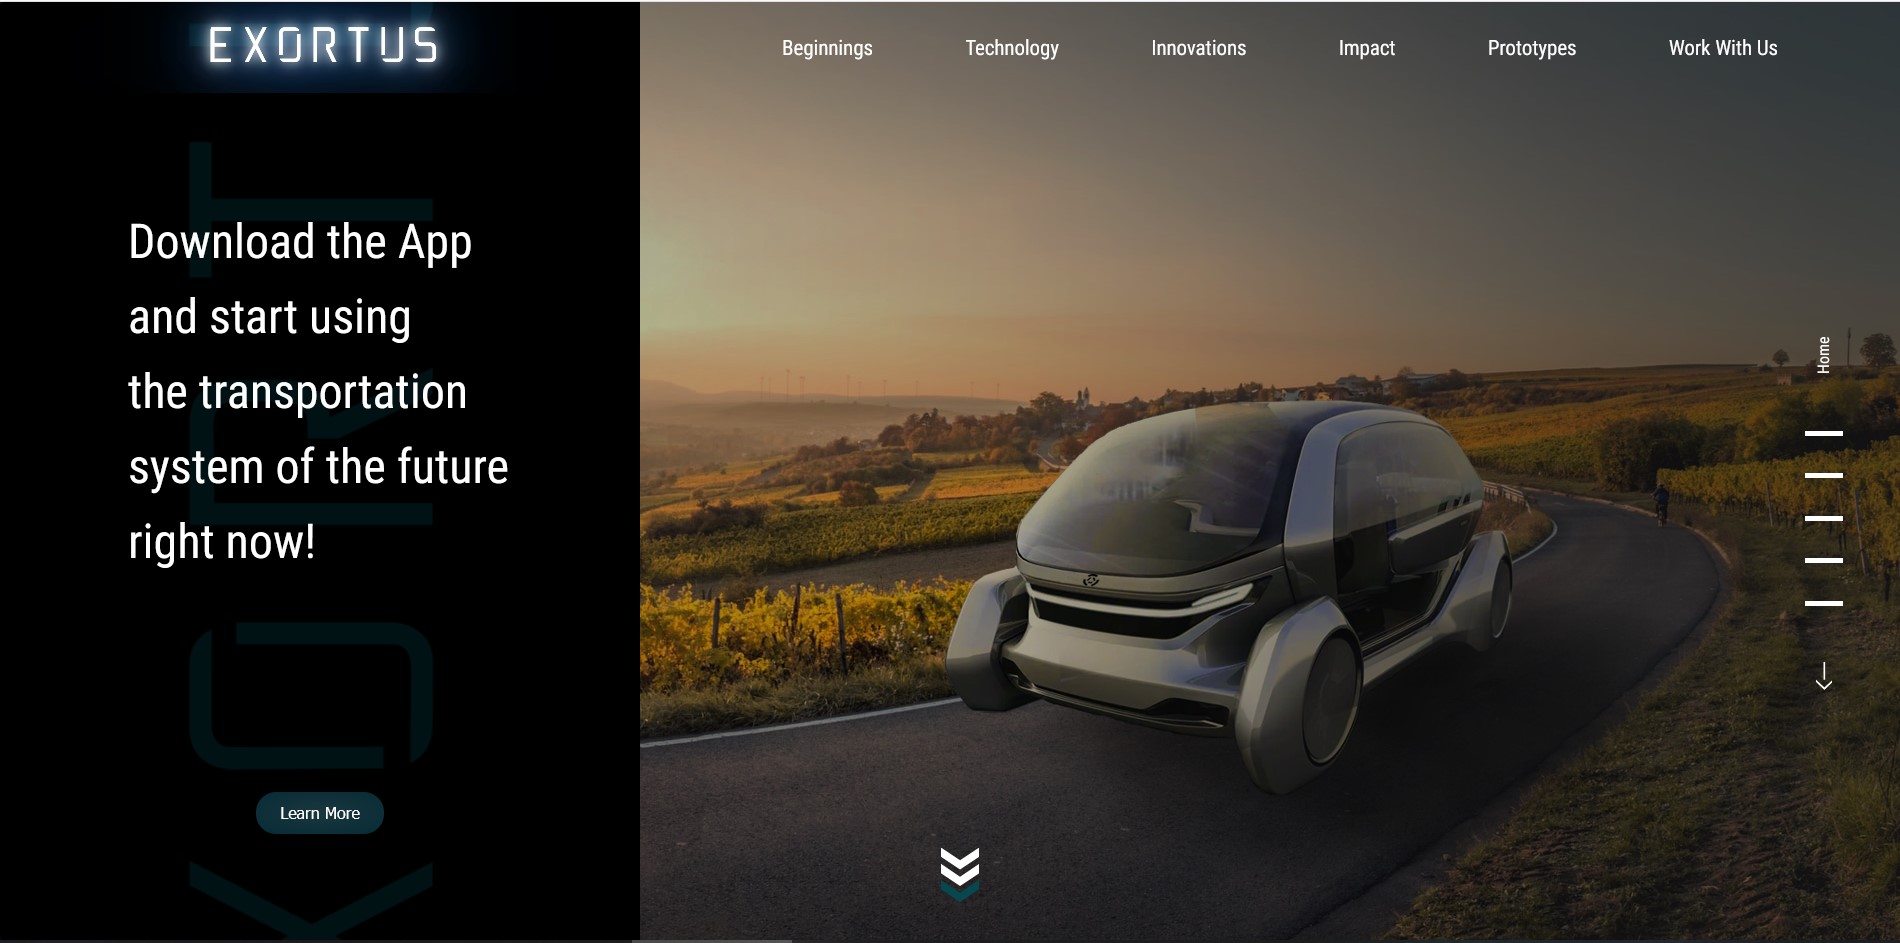 EXORTUS
Beginnings Technology Innovations Impact Prototypes Work With Us
Download the App
and start using
the transportation
system of the future
right now!
Home
Learn More